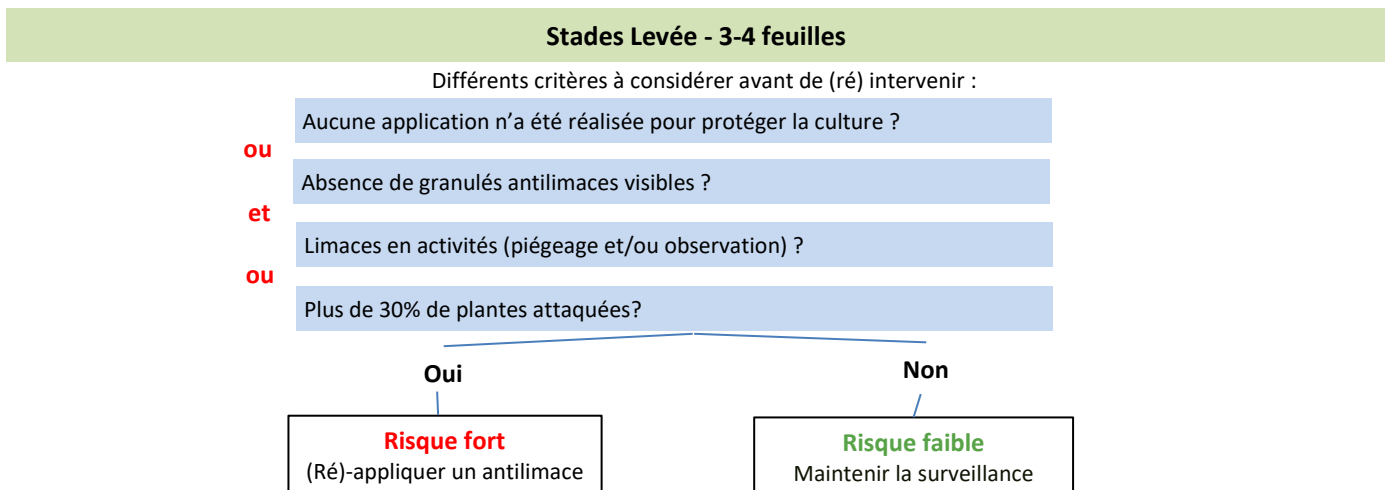 Stades Levée - 3-4 feuilles
Différents critères à considérer avant de (ré) intervenir :
Aucune application n’a été réalisée pour protéger la culture ?
ou
Absence de granulés antilimaces visibles ?
et
Limaces en activités (piégeage et/ou observation) ?
ou
Plus de 30% de plantes attaquées?
Oui
Non
Risque fort
(Ré)-appliquer un antilimace
Risque faible
Maintenir la surveillance